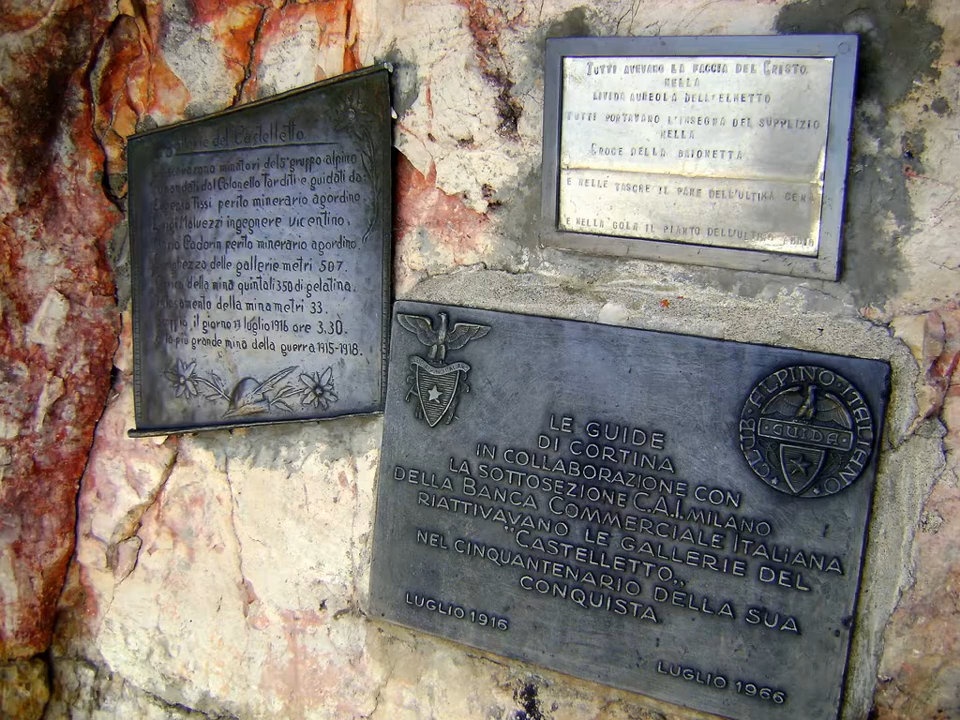 del Castelletto
minatori del 5º gruppo alpino
dal Colonello Tarditi e guidati da:
Tissi perito minerario agordino.
Malvezzi ingegnere vicentino.
Cadorin perito minerario agordino.
delle gallerie metri 507.
della mina quintali 350 di gelatina.
della mina metri 33.
il giorno 11 luglio 1916 ore 3.30.
più grande mina della guerra 1915-1918.
TUTTI AVEVANO LA FACCIA DEL CRISTO
NELLA
LIVIDA AUREOLA DELL'ELMETTO
TUTTI PORTAVANO L'INSEGNA DEL SUPPLIZIO
NELLA
CROCE DELLA BAIONETTA
E NELLE TASCHE IL PANE DELL'ULTIMA CENA
E NELLA GOLA IL PIANTO DELL'ULTIMO ADDIO
CLUB · ALPINO · ITALIANO
· GUIDA ·
LE GUIDE
DI CORTINA
IN COLLABORAZIONE CON
LA SOTTOSEZIONE C.A.I. MILANO
DELLA BANCA COMMERCIALE ITALIANA
RIATTIVAVANO LE GALLERIE DEL
"CASTELLETTO„
NEL CINQUANTENARIO DELLA SUA
CONQUISTA.
LUGLIO 1916
LUGLIO 1966